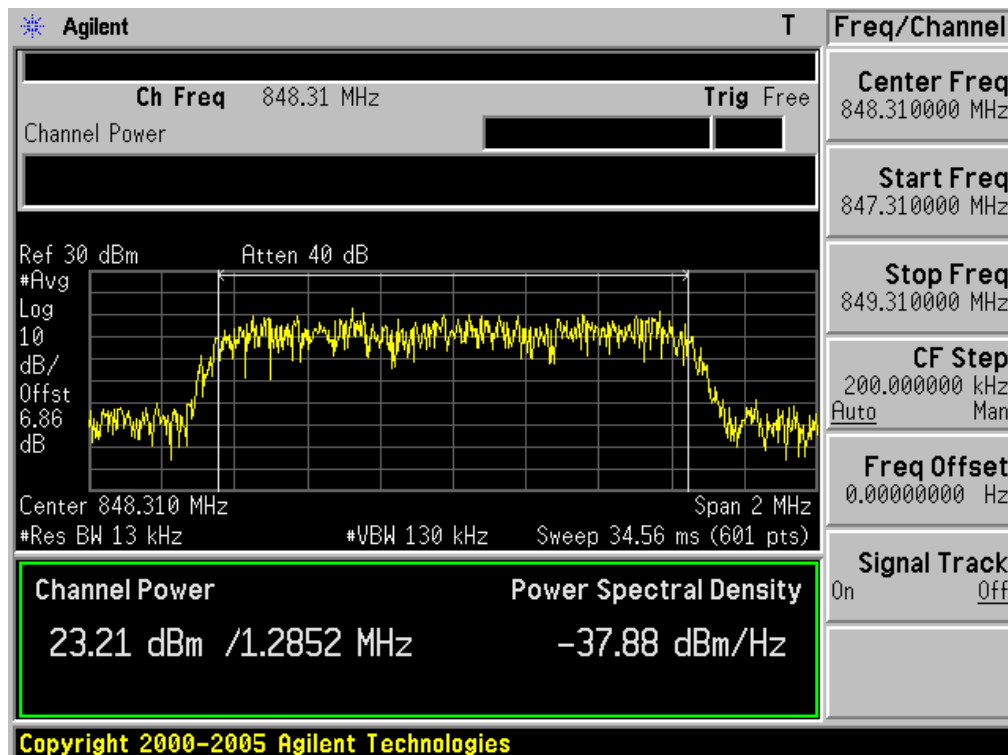 Agilent T
Freq/Channel
Ch Freq 848.31 MHz Trig Free
Channel Power
Ref 30 dBm Atten 40 dB
#Avg
Log
10
dB/
Offst
6.86
dB
Center 848.310 MHz Span 2 MHz
#Res BW 13 kHz #VBW 130 kHz Sweep 34.56 ms (601 pts)
Channel Power Power Spectral Density
23.21 dBm /1.2852 MHz -37.88 dBm/Hz
Copyright 2000-2005 Agilent Technologies
Center Freq
848.310000 MHz
Start Freq
847.310000 MHz
Stop Freq
849.310000 MHz
CF Step
200.000000 kHz
Auto Man
Freq Offset
0.00000000 Hz
Signal Track
On Off